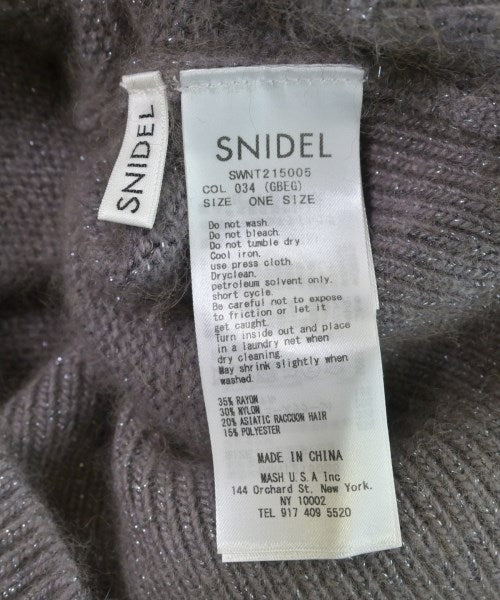 SNIDEL
SNIDEL
SWNT215005
COL 034 (GBEG)
SIZE ONE SIZE
Do not wash.
Do not bleach.
Do not tumble dry
Cool iron.
use press cloth.
Dryclean.
petroleum solvent only.
short cycle.
Be careful not to expose
to friction or let it
get caught.
Turn inside out and place
in a laundry net when
dry cleaning.
May shrink slightly when
washed.
35% RAYON
30% NYLON
20% ASIATIC RACCOON HAIR
15% POLYESTER
MADE IN CHINA
MASH U.S.A Inc
144 Orchard St, New York.
NY 10002
TEL 917 409 5520